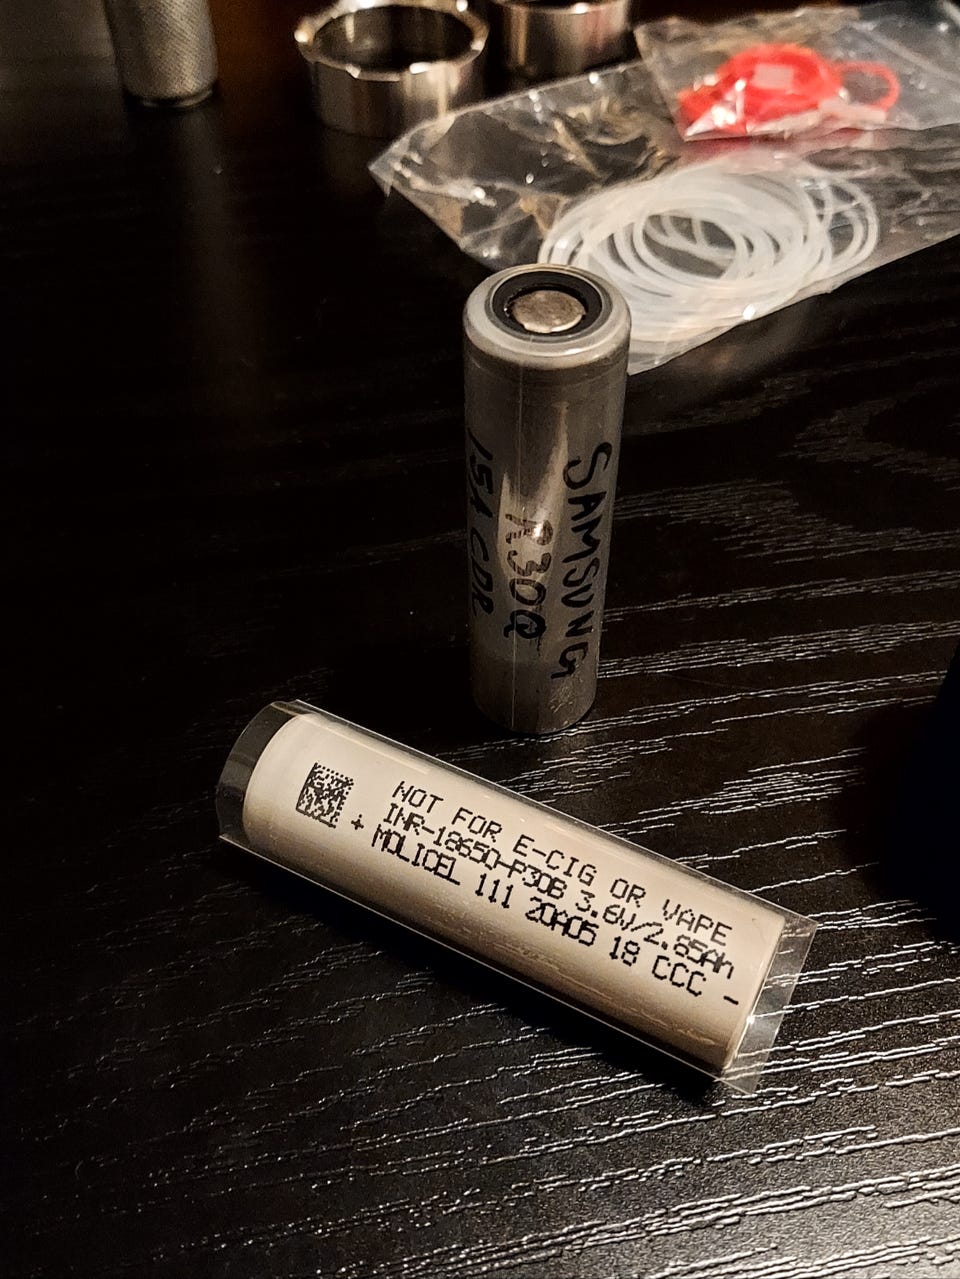 SAMSUNG
R30Q
15A CDR
NOT FOR E-CIG OR VAPE
INR-18650-P30B 3.6V/2.85Ah
+ MOLICEL 111 20A05 18 CCC -